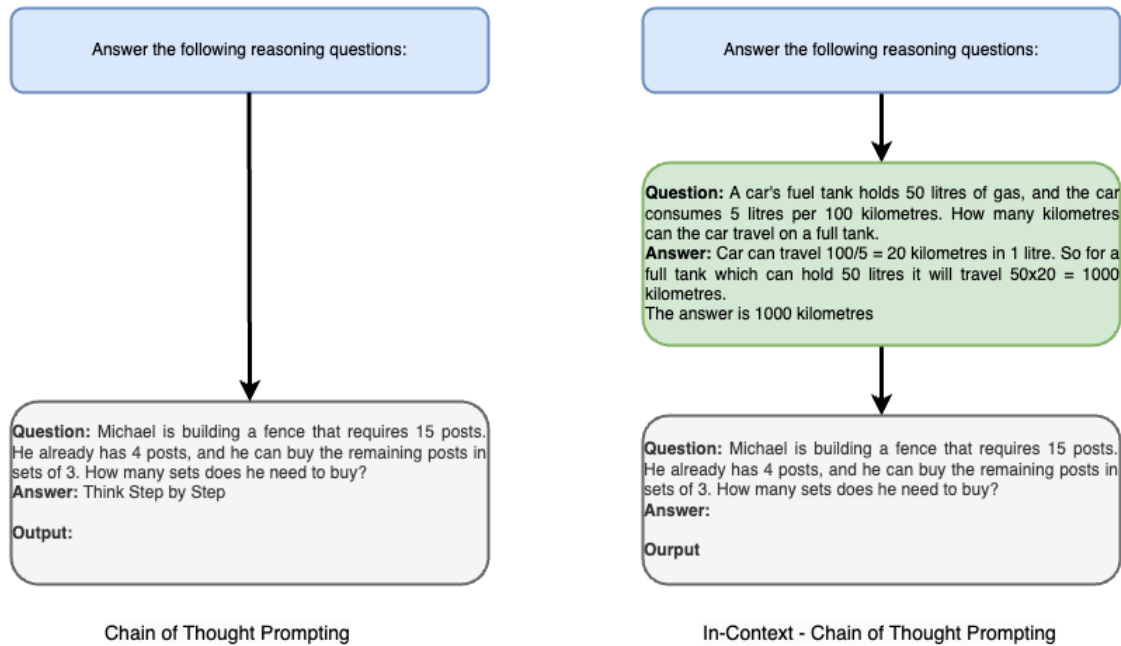 Answer the following reasoning questions:
Question: Michael is building a fence that requires 15 posts.
He already has 4 posts, and he can buy the remaining posts in
sets of 3. How many sets does he need to buy?
Answer: Think Step by Step
Output:
Chain of Thought Prompting
Answer the following reasoning questions:
Question: A car's fuel tank holds 50 litres of gas, and the car
consumes 5 litres per 100 kilometres. How many kilometres
can the car travel on a full tank.
Answer: Car can travel 100/5 = 20 kilometres in 1 litre. So for a
full tank which can hold 50 litres it will travel 50x20 = 1000
kilometres.
The answer is 1000 kilometres
Question: Michael is building a fence that requires 15 posts.
He already has 4 posts, and he can buy the remaining posts in
sets of 3. How many sets does he need to buy?
Answer:
Ourput
In-Context - Chain of Thought Prompting